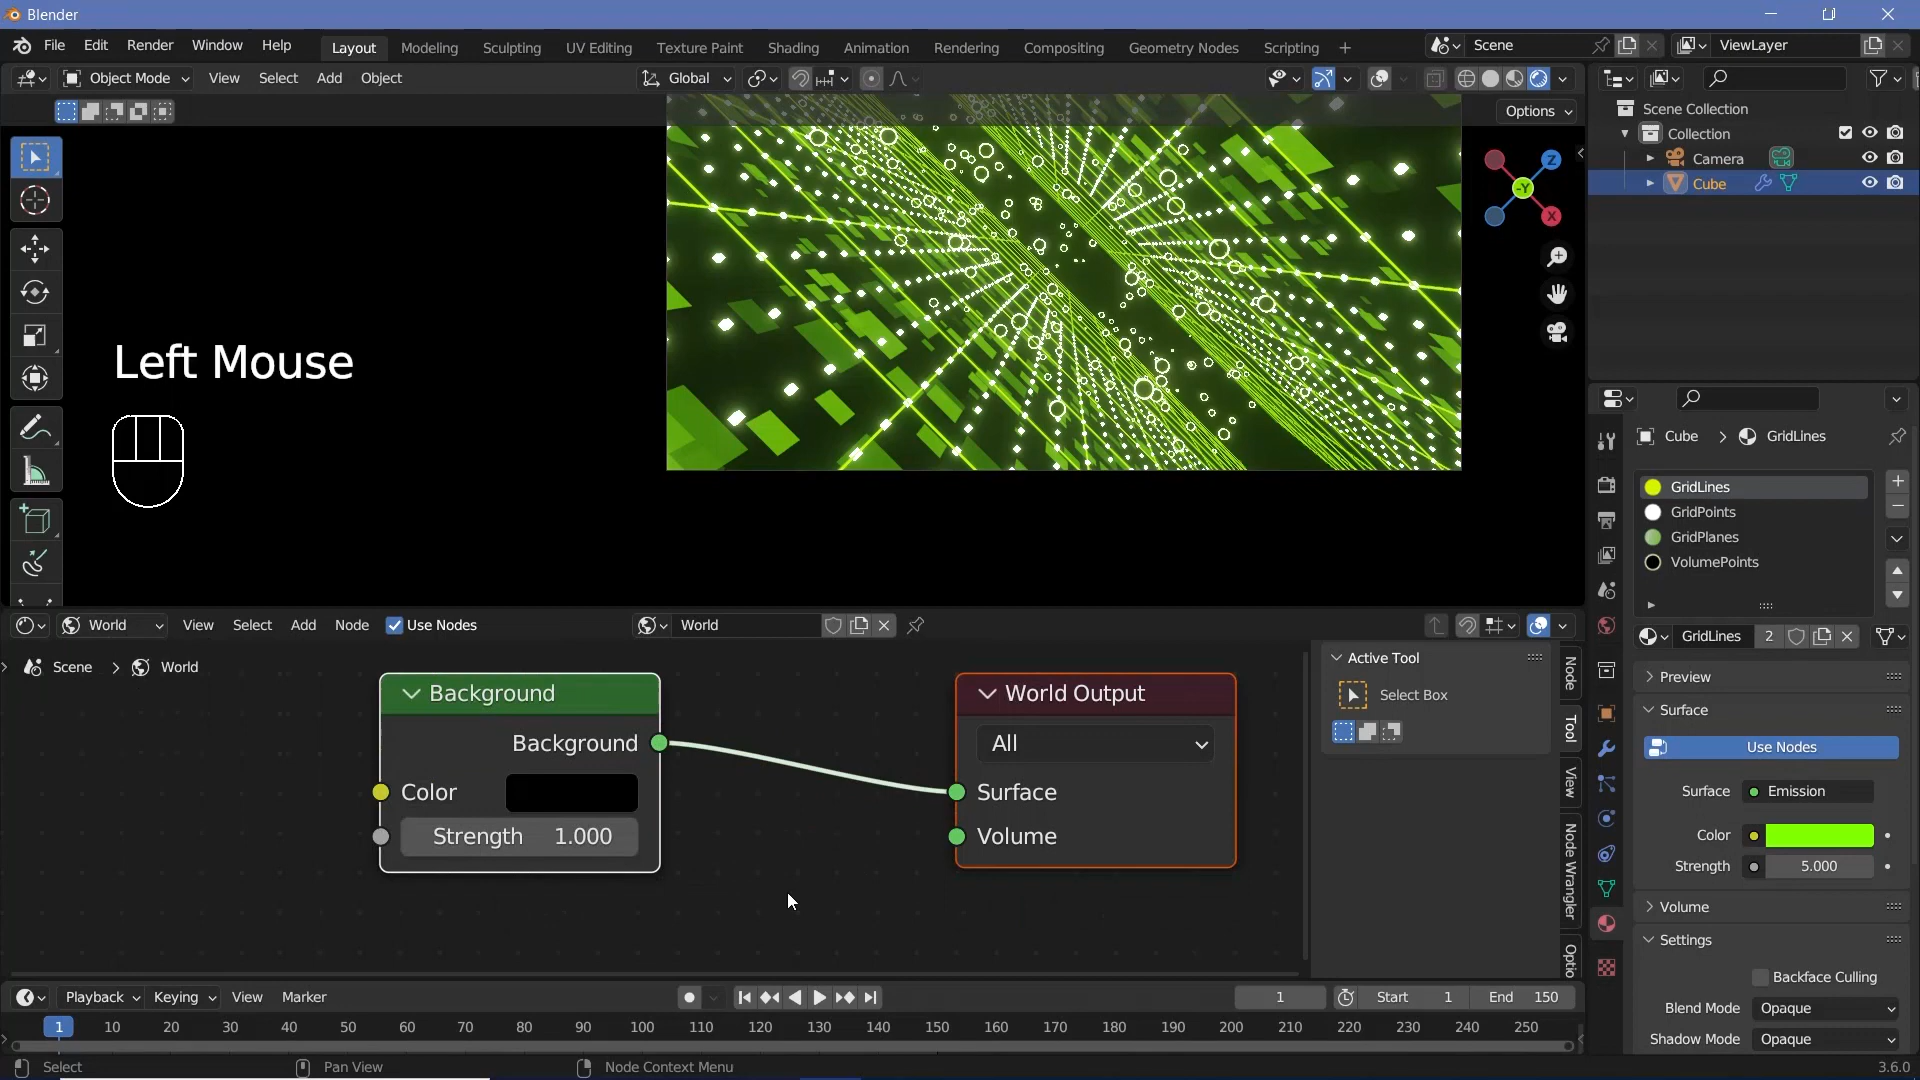 Blender
File Edit Render Window Help Layout Modeling Sculpting UV Editing Texture Paint Shading Animation Rendering Compositing Geometry Nodes Scripting + Scene ViewLayer
Object Mode View Select Add Object Global
Options
Scene Collection
Collection
Camera
Cube
Z
-Y
X
Left Mouse
Cube > GridLines
GridLines
GridPoints
GridPlanes
VolumePoints
GridLines 2
Preview
Surface
Use Nodes
Surface Emission
Color
Strength 5.000
Volume
Settings
Backface Culling
Blend Mode Opaque
Shadow Mode Opaque
World View Select Add Node Use Nodes World
Scene > World
Background
Background
Color
Strength 1.000
World Output
All
Surface
Volume
Active Tool
Select Box
Node
Tool
View
Node Wrangler
Optio
Playback Keying View Marker 1 Start 1 End 150
1 10 20 30 40 50 60 70 80 90 100 110 120 130 140 150 160 170 180 190 200 210 220 230 240 250
Select Pan View Node Context Menu 3.6.0